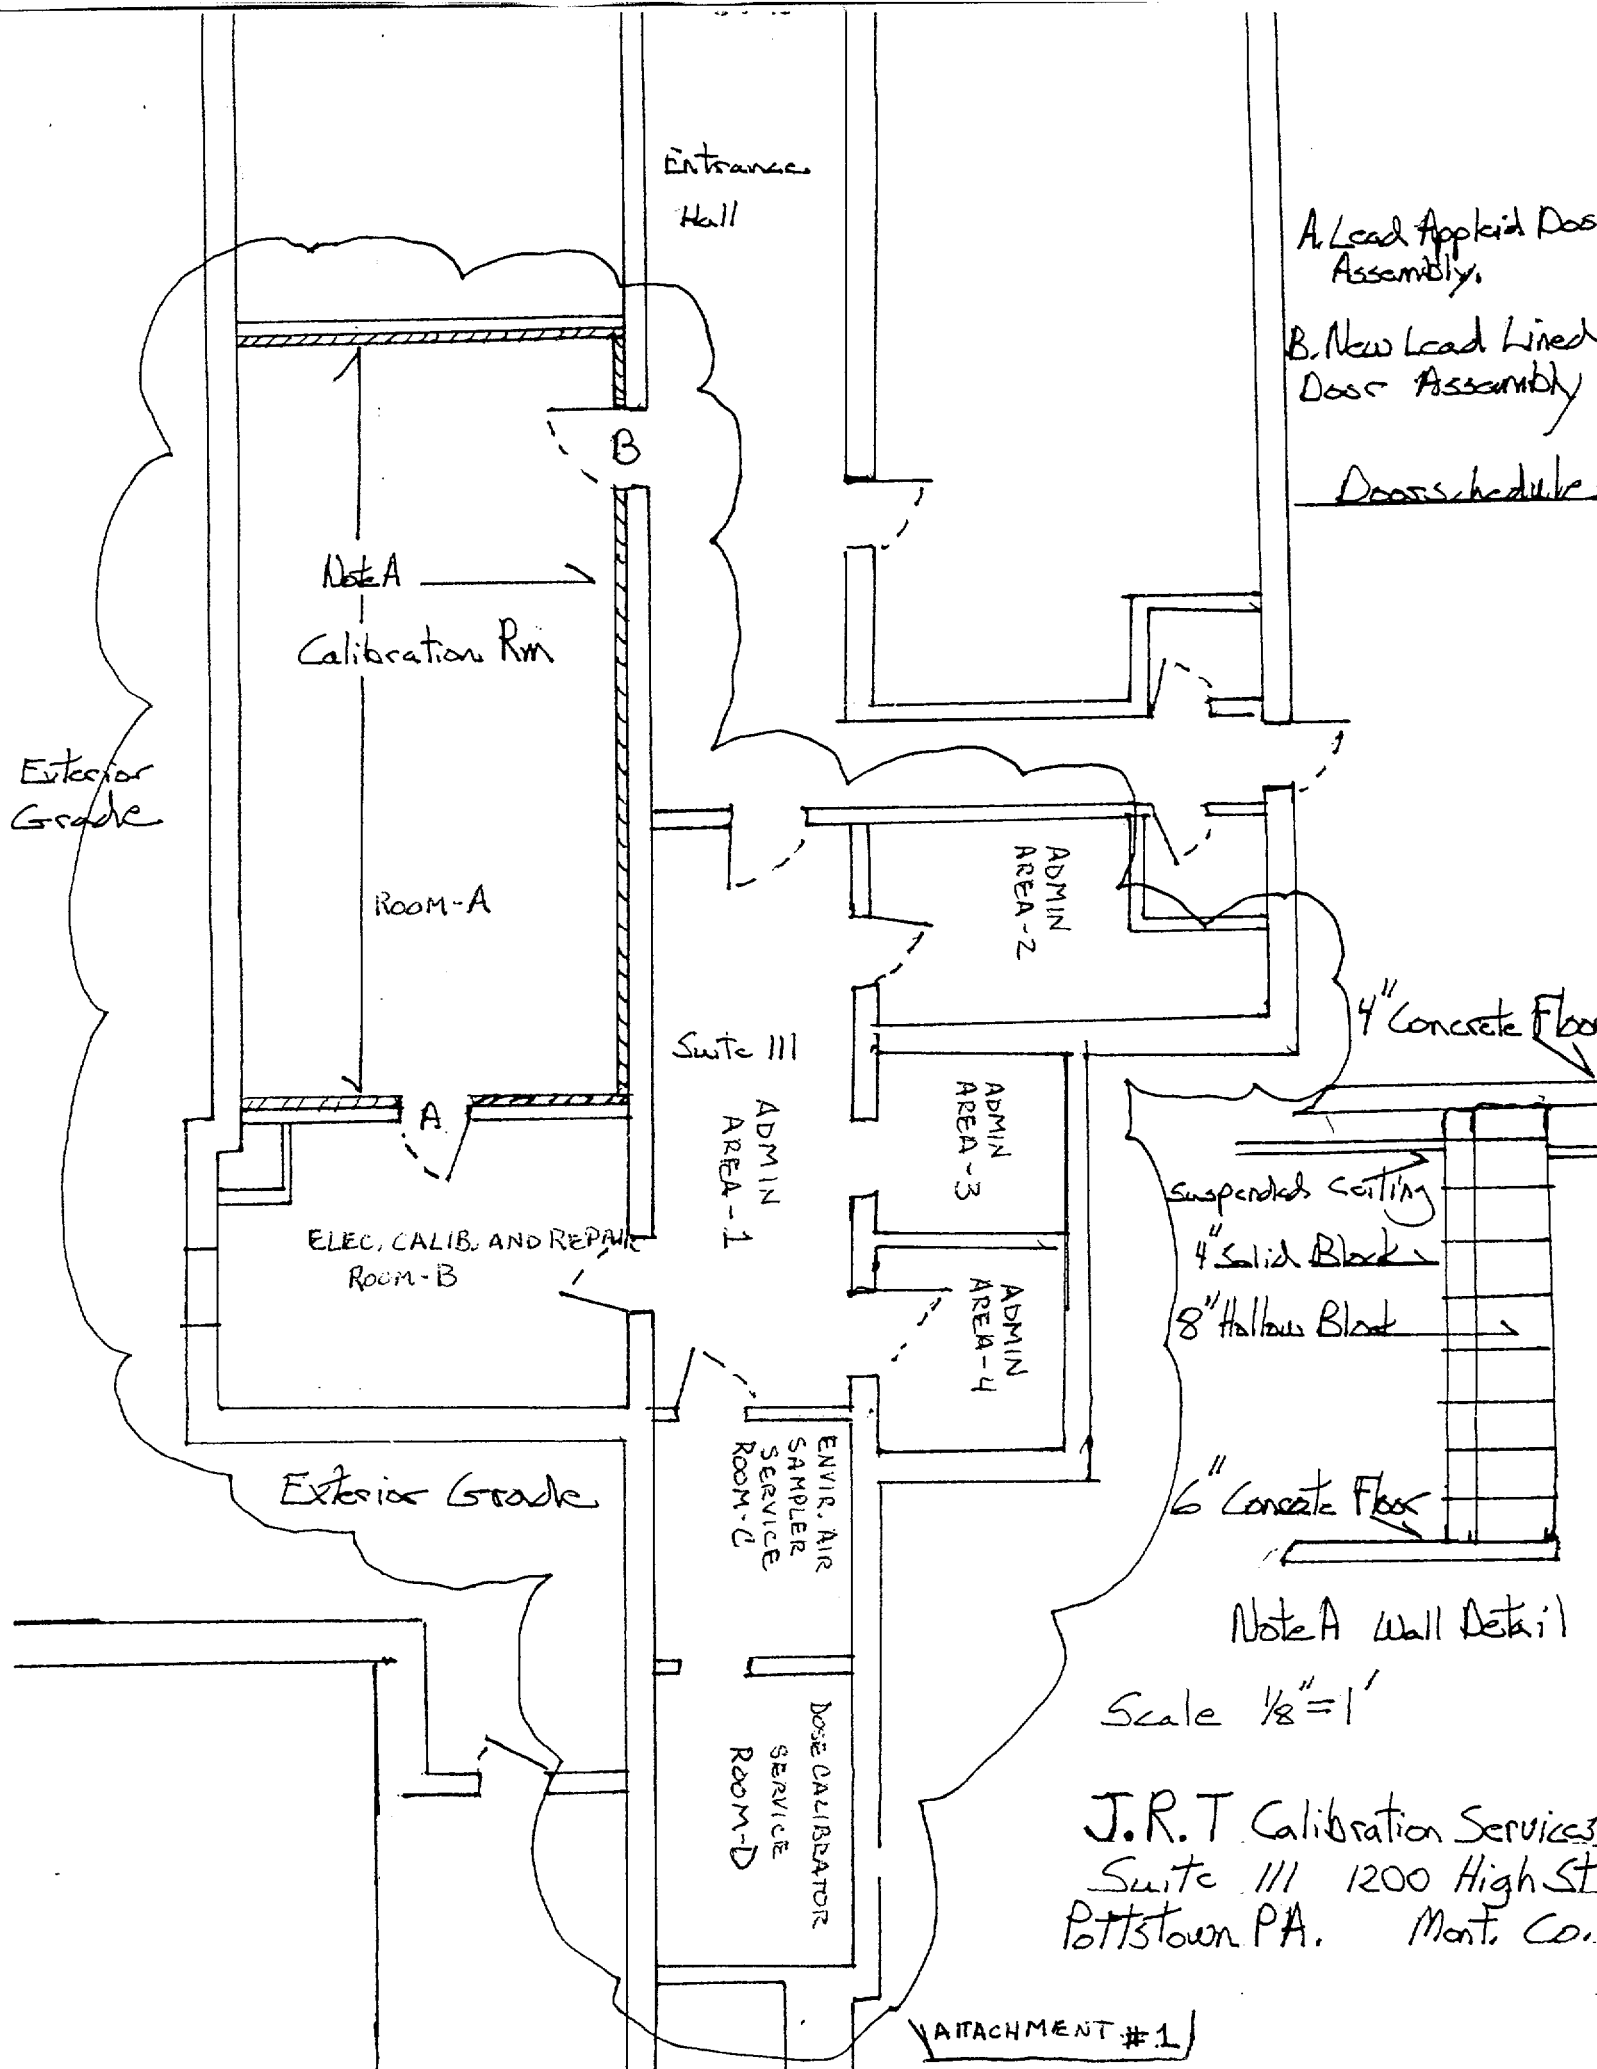 Entrance
Hall
A. Lead Appleid Doo
Assembly.
B. New Lead Lined
Door Assembly
Door schedule
B
Note A
Calibration Rm
Exterior
Grade
ROOM-A
ADMIN
AREA-2
4" Concrete Floor
Suite 111
ADMIN
AREA-1
ADMIN
AREA-3
A
suspended ceiling
ELEC. CALIB. AND REPAIR
ROOM-B
4" Solid Block
8" Hollow Block
ADMIN
AREA-4
Exterior Grade
ENVIR. AIR
SAMPLER
SERVICE
ROOM-C
6" Concrete Floor
Note A Wall Detail
Scale 1/8"=1'
DOSE CALIBRATOR
SERVICE
ROOM-D
J.R.T Calibration Services
Suite 111 1200 High St
Pottstown PA. Mont. Co.
ATTACHMENT #1